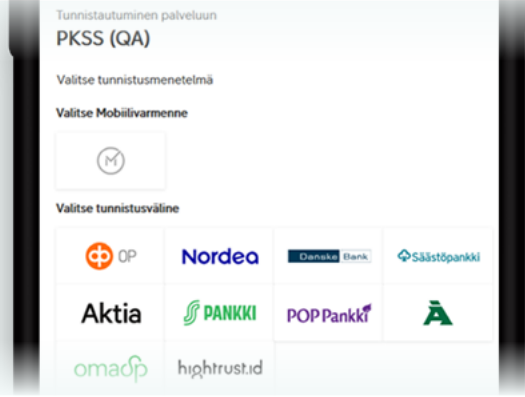 Tunnistautuminen palveluun
PKSS (QA)
Valitse tunnistusmenetelmä
Valitse Mobiilivarmenne
M
Valitse tunnistusväline
OP
Nordea
Danske Bank
Säästöpankki
Aktia
S PANKKI
POP Pankki
Ä
omasp
hightrust.id